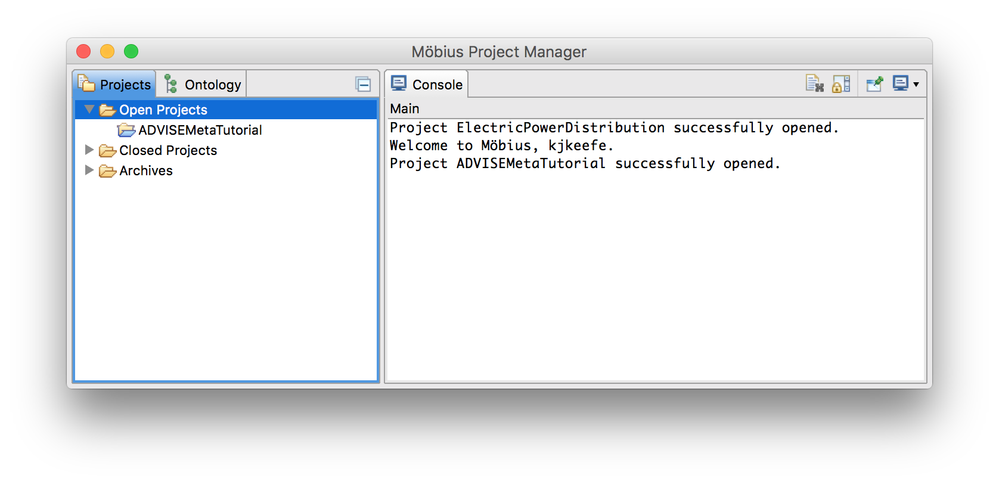 Möbius Project Manager
Projects
Ontology
Open Projects
ADVISEMetaTutorial
Closed Projects
Archives
Console
Main
Project ElectricPowerDistribution successfully opened.
Welcome to Möbius, kjkeefe.
Project ADVISEMetaTutorial successfully opened.